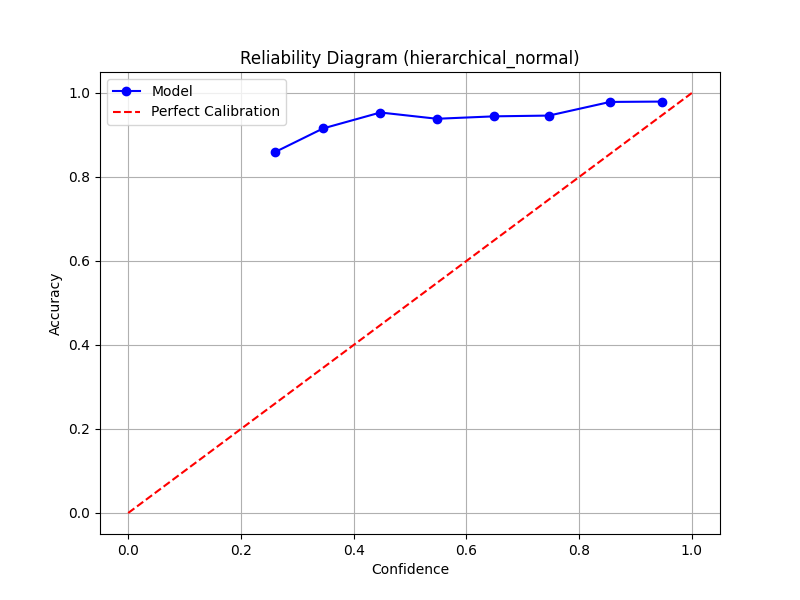 Reliability Diagram (hierarchical_normal)
Model
Perfect Calibration
1.0
0.8
0.6
0.4
0.2
0.0
Accuracy
0.0 0.2 0.4 0.6 0.8 1.0
Confidence